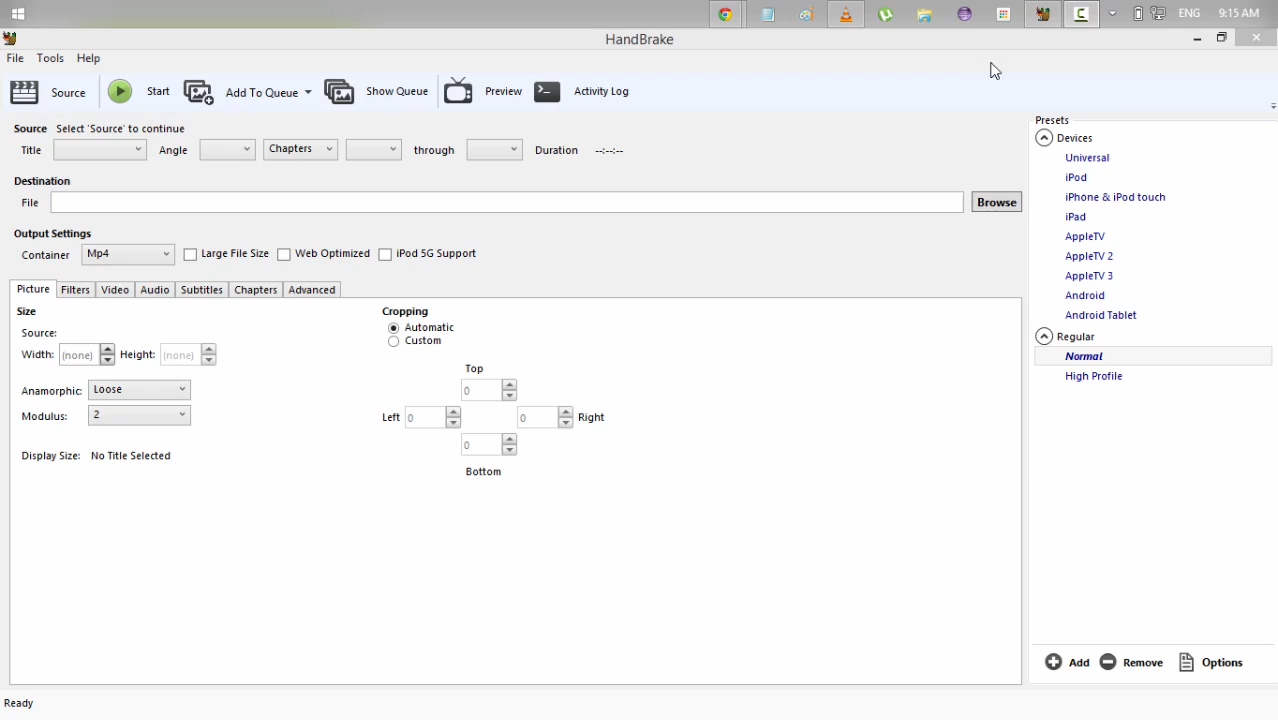 ENG 9:15 AM
HandBrake
File Tools Help
Source Start Add To Queue Show Queue Preview Activity Log
Source Select 'Source' to continue
Title Angle Chapters through Duration --:--:--
Destination
File Browse
Output Settings
Container Mp4 Large File Size Web Optimized iPod 5G Support
Picture Filters Video Audio Subtitles Chapters Advanced
Size
Source:
Width: (none) Height: (none)
Anamorphic: Loose
Modulus: 2
Display Size: No Title Selected
Cropping
Automatic
Custom
Top
0
Left 0 0 Right
0
Bottom
Presets
Devices
Universal
iPod
iPhone & iPod touch
iPad
AppleTV
AppleTV 2
AppleTV 3
Android
Android Tablet
Regular
Normal
High Profile
Add Remove Options
Ready